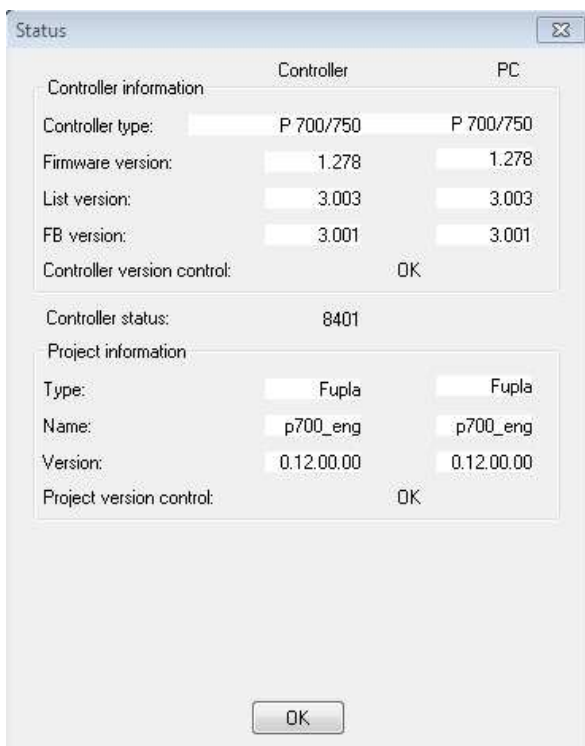 Status
Controller PC
Controller information
Controller type: P 700/750 P 700/750
Firmware version: 1.278 1.278
List version: 3.003 3.003
FB version: 3.001 3.001
Controller version control: OK
Controller status: 8401
Project information
Type: Fupla Fupla
Name: p700_eng p700_eng
Version: 0.12.00.00 0.12.00.00
Project version control: OK
OK